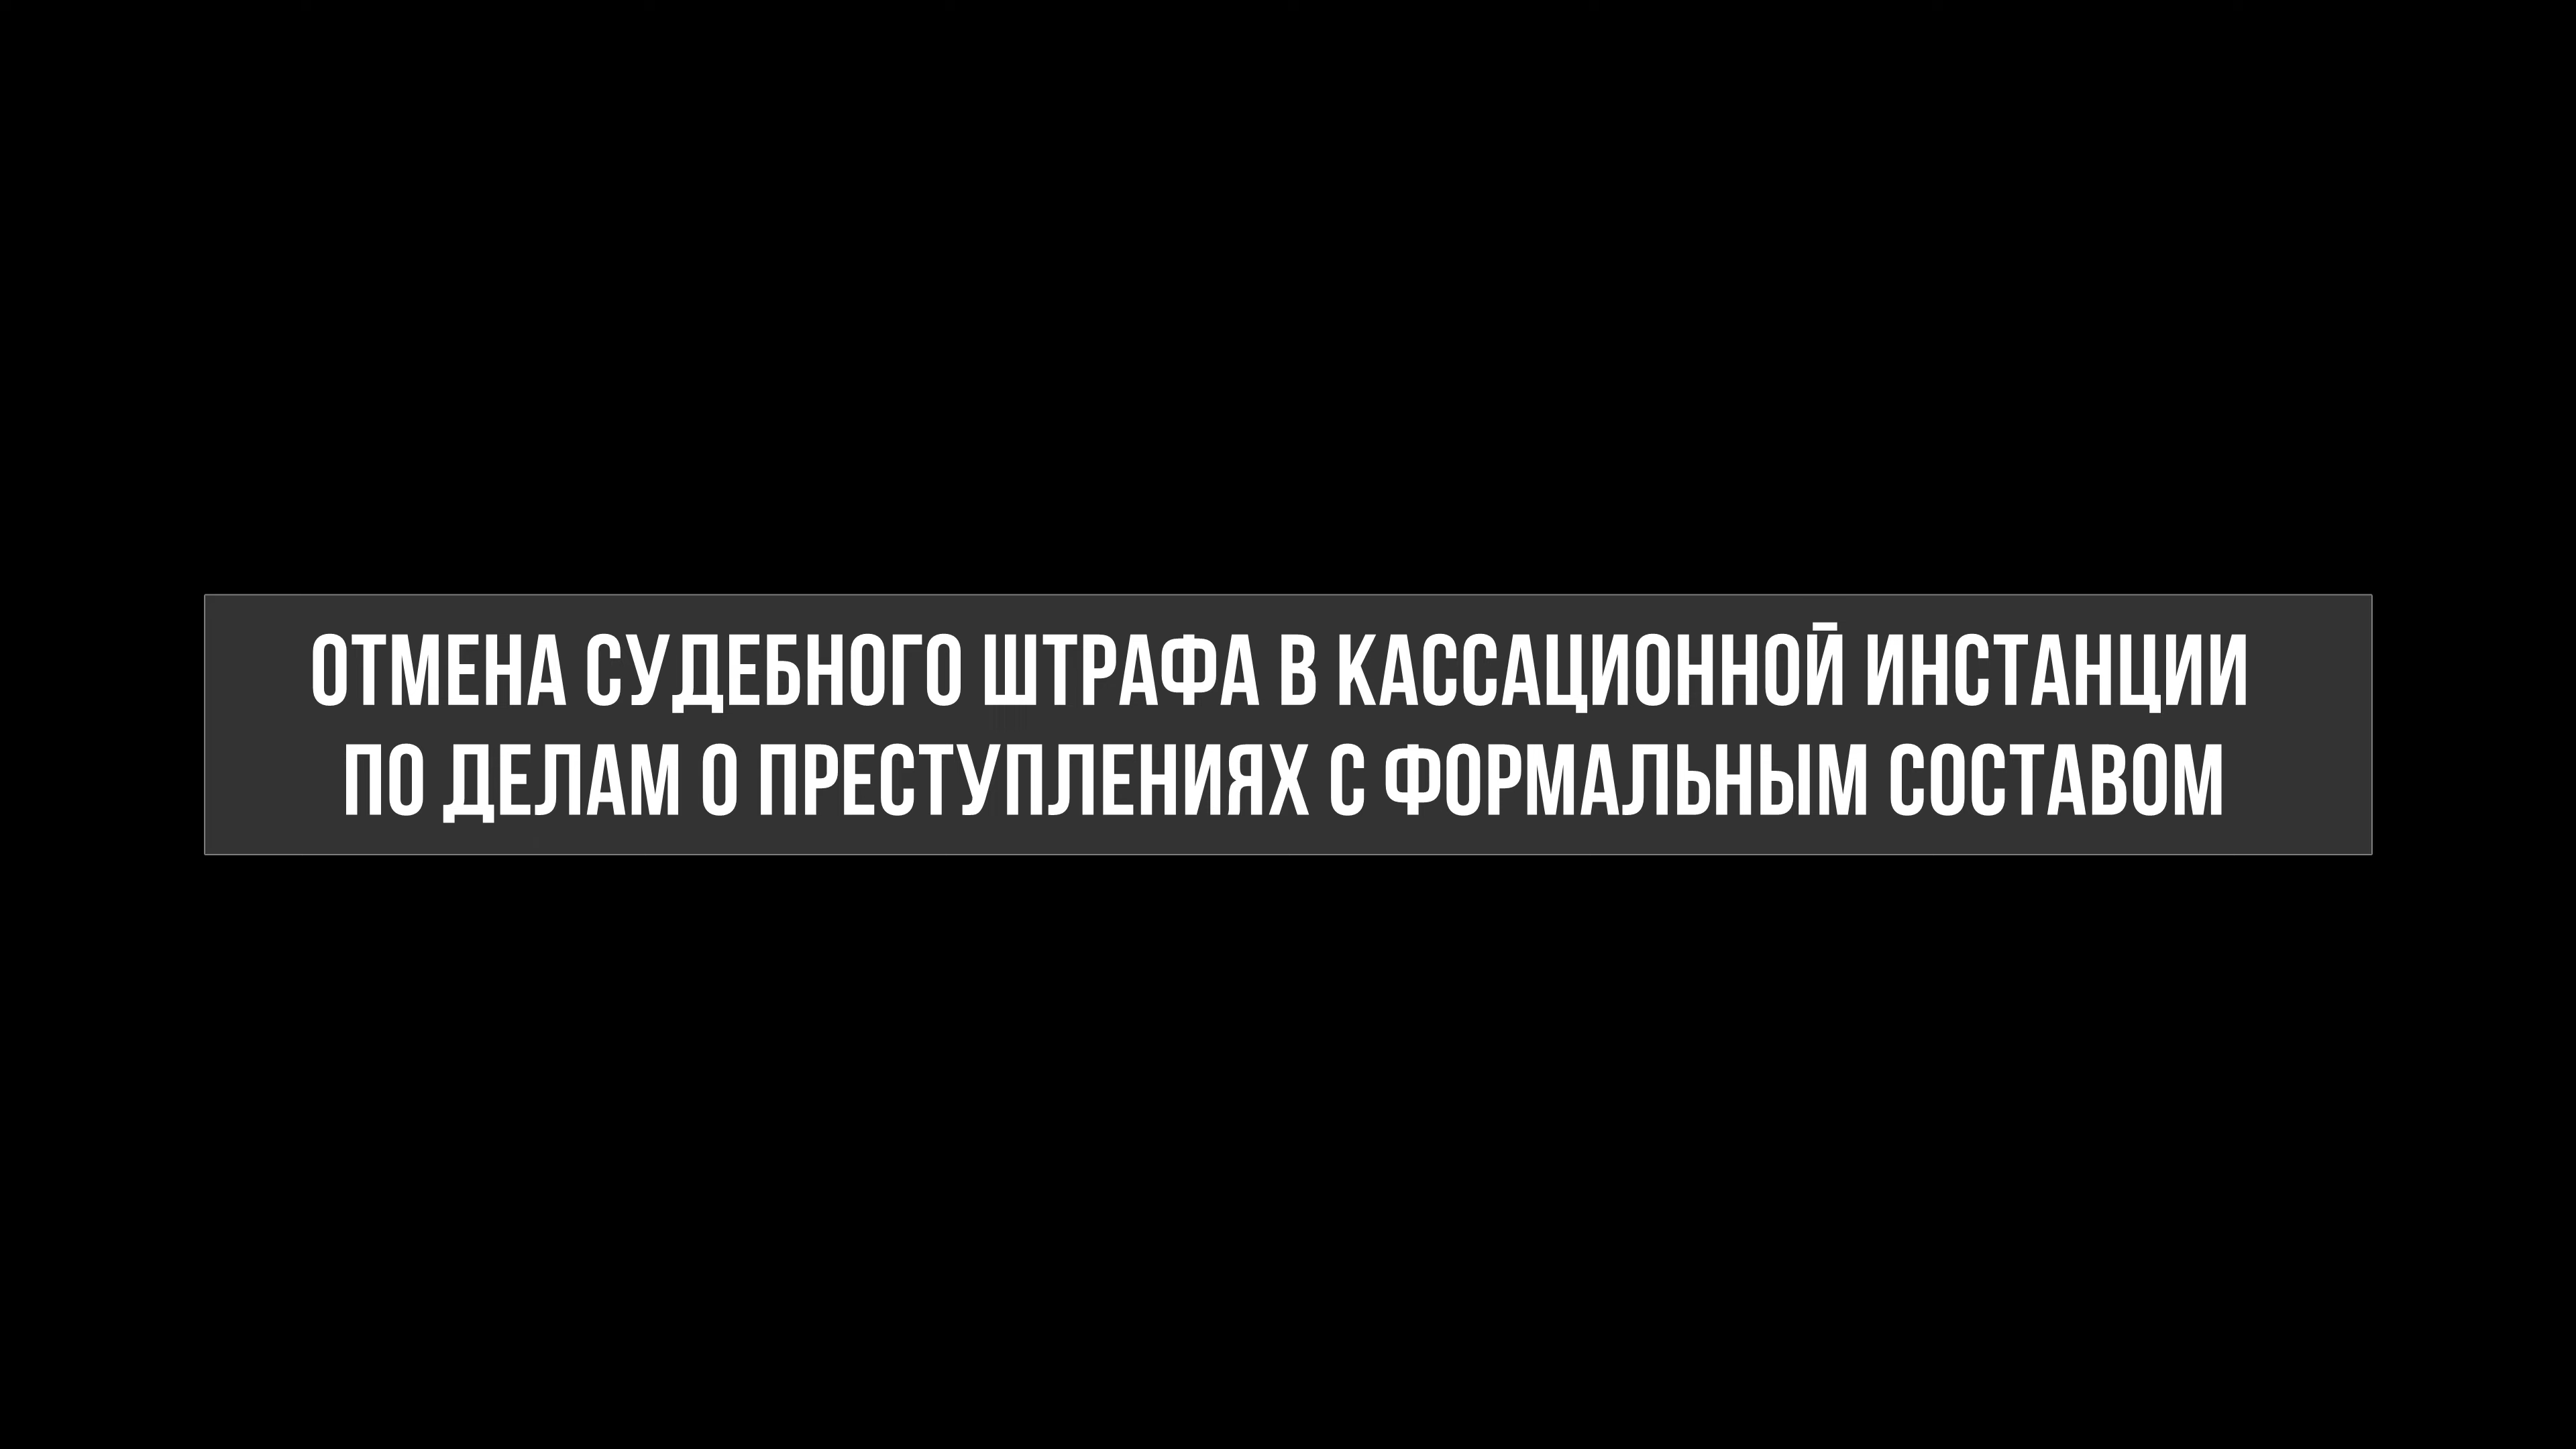 ОТМЕНА СУДЕБНОГО ШТРАФА В КАССАЦИОННОЙ ИНСТАНЦИИ
ПО ДЕЛАМ О ПРЕСТУПЛЕНИЯХ С ФОРМАЛЬНЫМ СОСТАВОМ